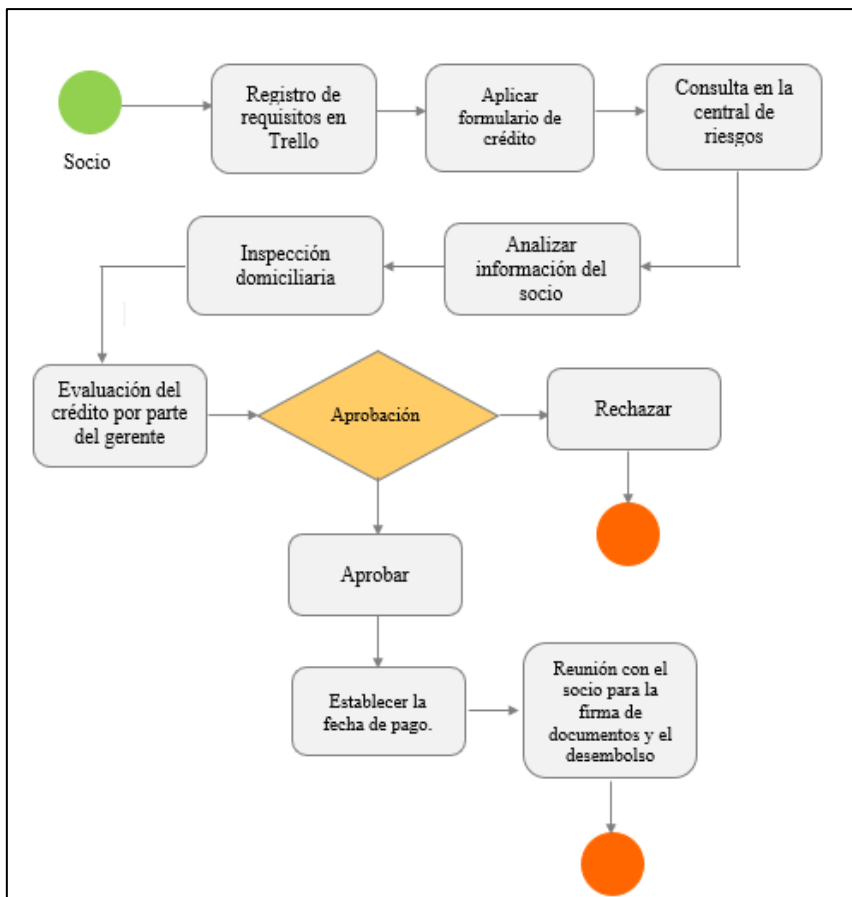 Socio
Registro de
requisitos en
Trello
Aplicar
formulario de
crédito
Consulta en la
central de
riesgos
Analizar
información del
socio
Inspección
domiciliaria
Evaluación del
crédito por parte
del gerente
Aprobación
Rechazar
Aprobar
Establecer la
fecha de pago.
Reunión con el
socio para la
firma de
documentos y el
desembolso